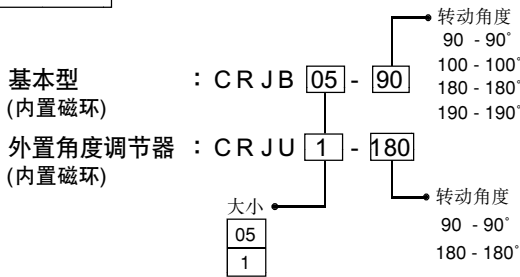 转动角度
90 - 90°
100 - 100°
180 - 180°
190 - 190°
基本型 : CRJB 05 - 90
(内置磁环)
外置角度调节器 : CRJU 1 - 180
(内置磁环)
大小
05
1
转动角度
90 - 90°
180 - 180°